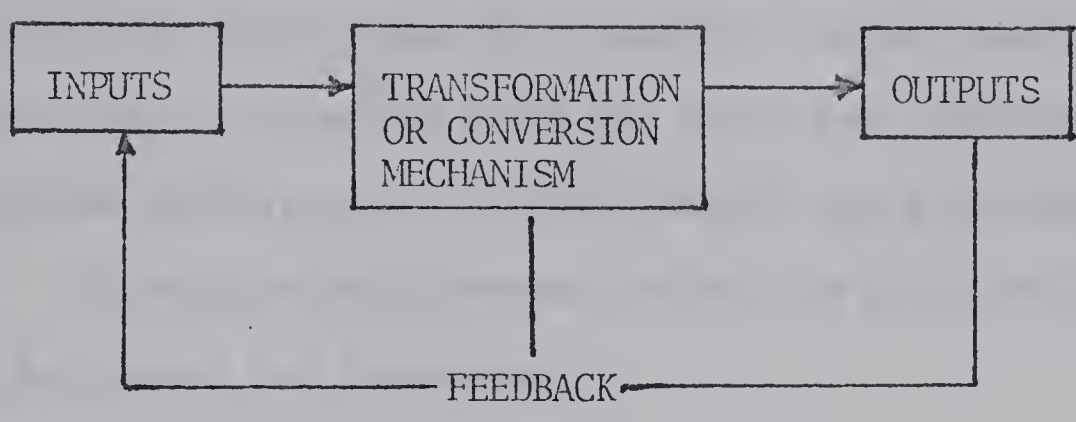 INPUTS
TRANSFORMATION
OR CONVERSION
MECHANISM
OUTPUTS
FEEDBACK